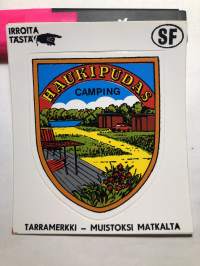 IRROITA
TÄSTÄ
SF
HAUKIPUDAS
CAMPING
TARRAMERKKI – MUISTOKSI MATKALTA